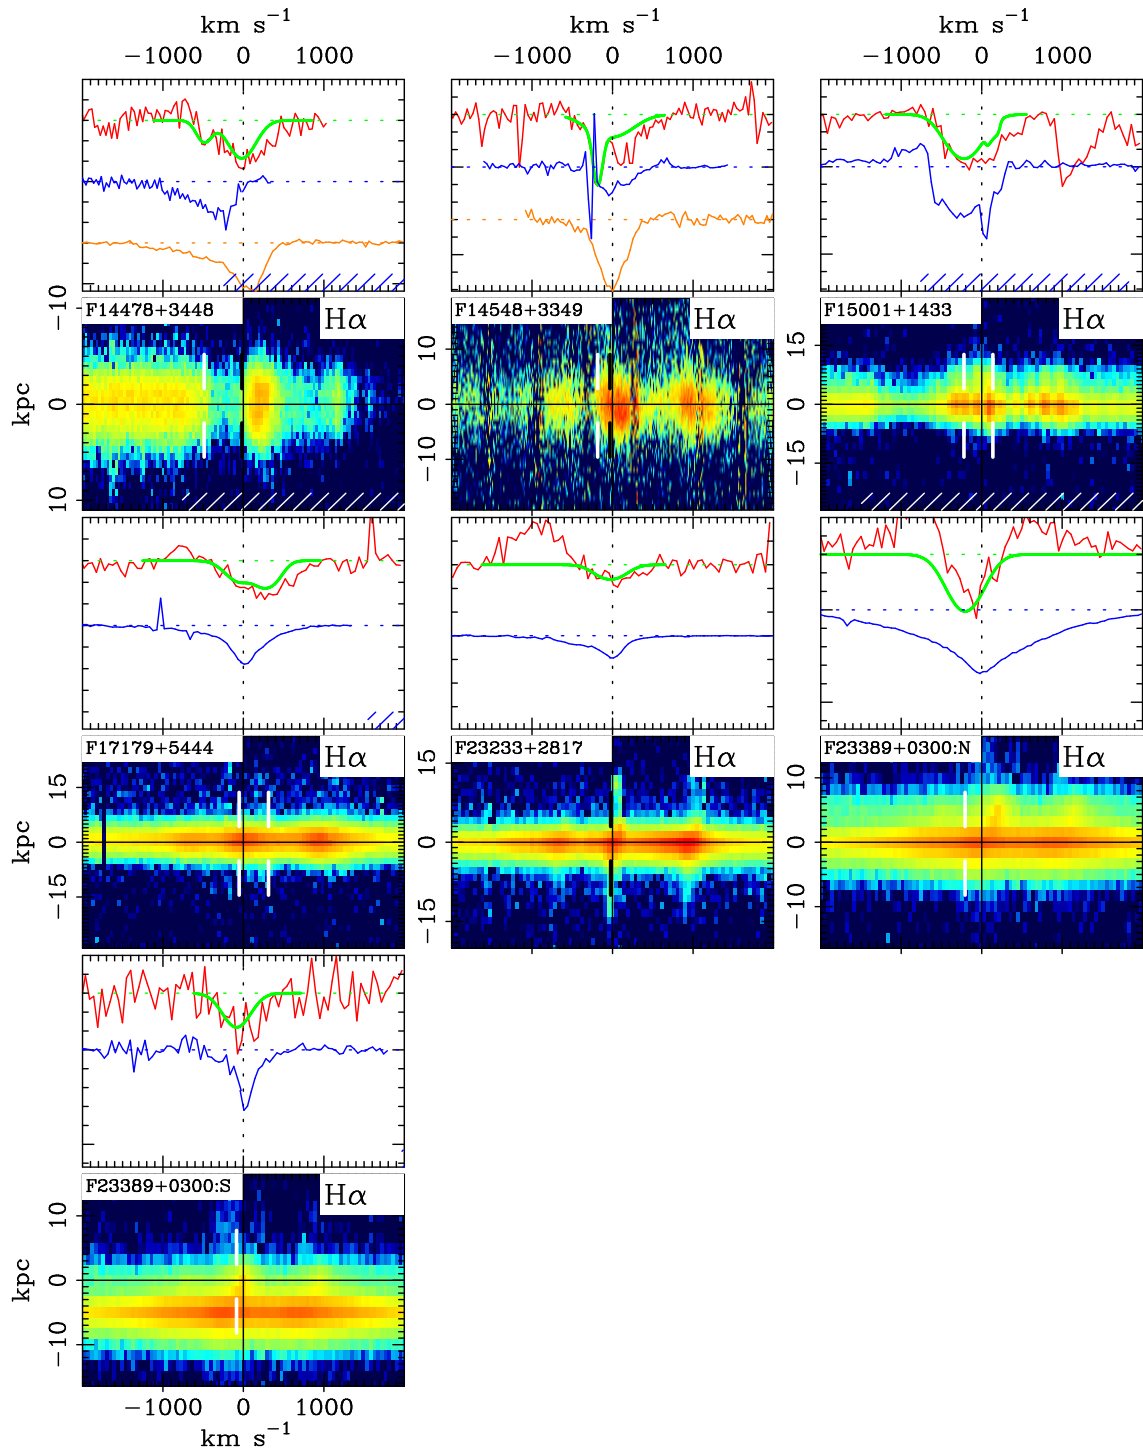 km s⁻¹ km s⁻¹ km s⁻¹
−1000 0 1000 −1000 0 1000 −1000 0 1000
F14478+3448 Hα F14548+3349 Hα F15001+1433 Hα
kpc
−10 0 10
10 0 −10
15 0 −15
F17179+5444 Hα F23233+2817 Hα F23389+0300:N Hα
kpc
15 0 −15
15 0 −15
10 0 −10
F23389+0300:S Hα
kpc
10 0 −10
−1000 0 1000
km s⁻¹